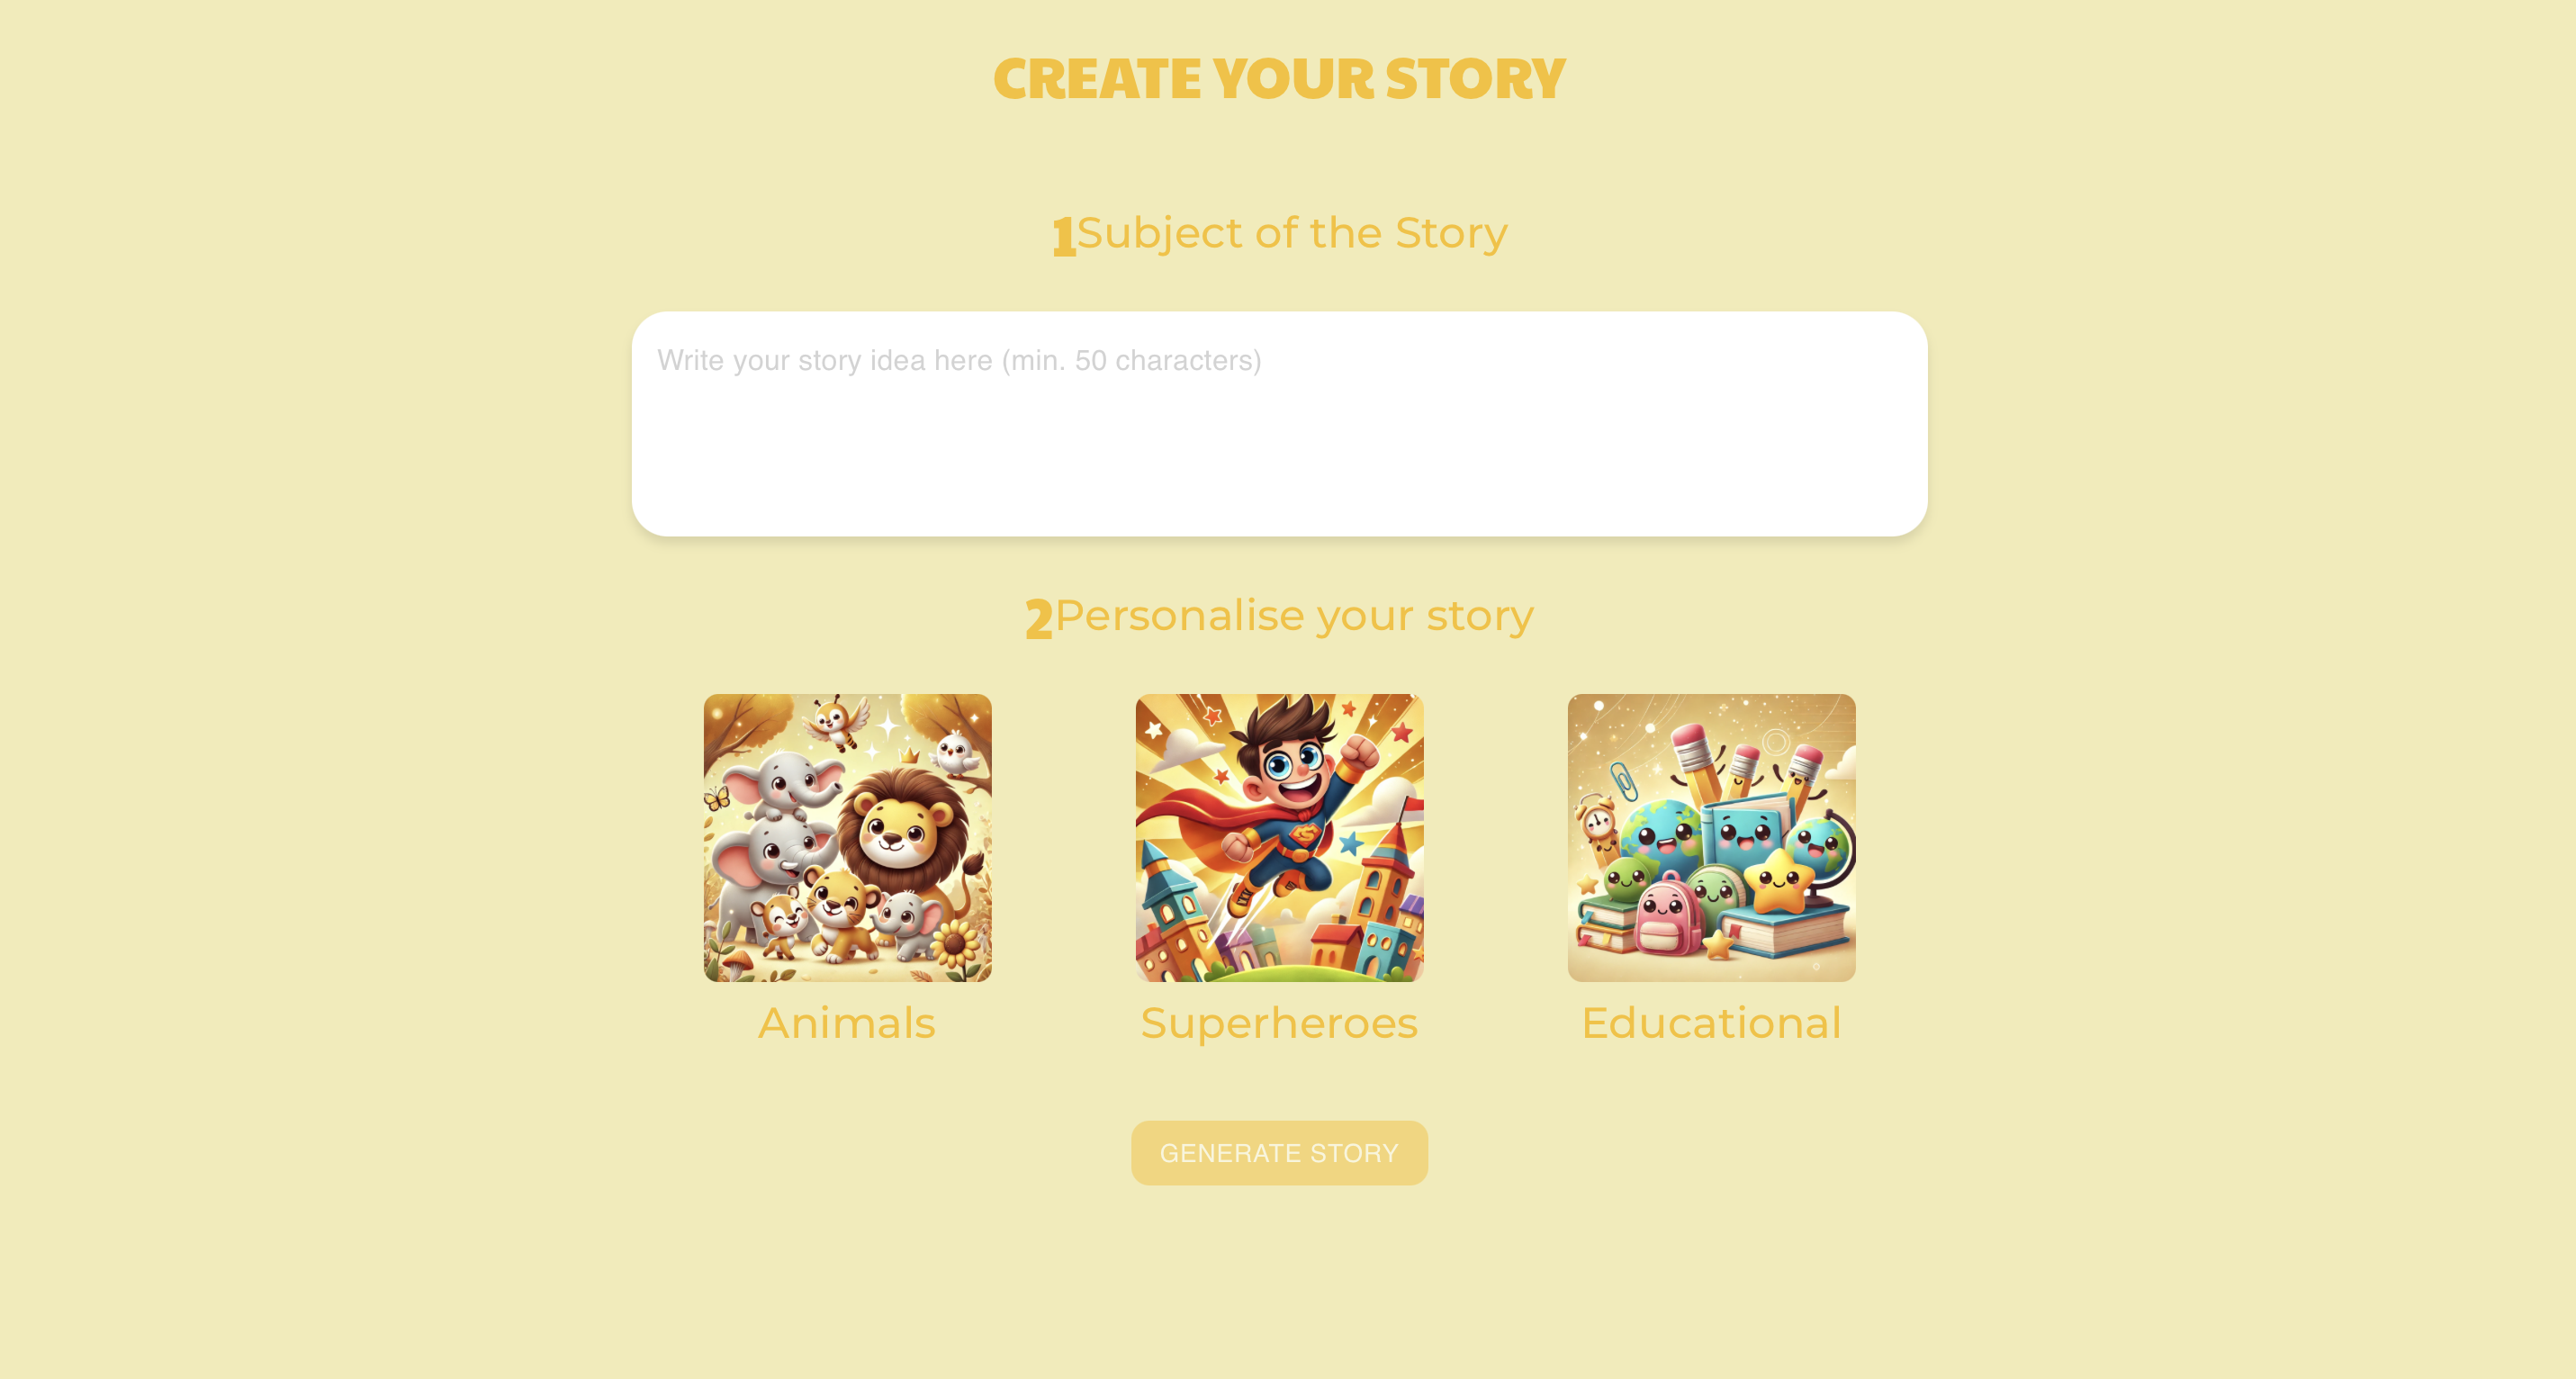 CREATE YOUR STORY
1Subject of the Story
Write your story idea here (min. 50 characters)
2Personalise your story
Animals
Superheroes
Educational
GENERATE STORY